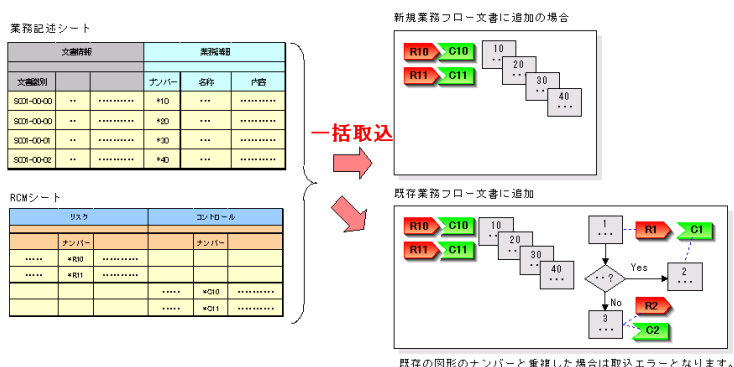 業務記述シート
文書情報 業務詳細
文書識別 ナンバー 名称 内容
SC01-00-00 ‥ ………… *10 … …………
SC01-00-00 ‥ ………… *20 … …………
SC01-00-01 ‥ ………… *30 … …………
SC01-00-02 ‥ ………… *40 … …………
RCMシート
リスク コントロール
ナンバー ナンバー
***** *R10 **********
***** *R11 **********
***** *C10 **********
***** *C11 **********
一括取込
新規業務フロー文書に追加の場合
R10 C10
R11 C11
10
…
20
…
30
…
40
…
既存業務フロー文書に追加
R10 C10
R11 C11
10
…
20
…
30
…
40
…
1
…
R1 C1
‥?
Yes
2
…
No
3
…
R2
C2
既存の図形のナンバーと重複した場合は取込エラーとなります。